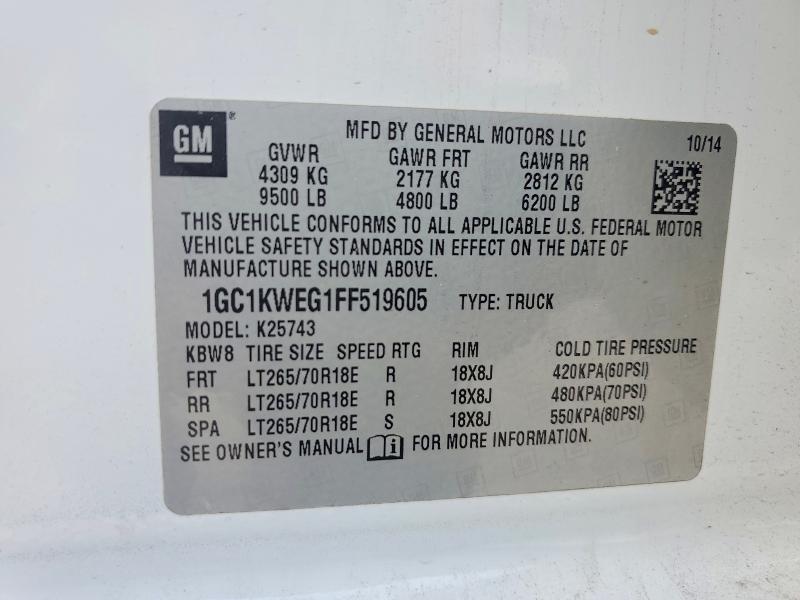 GM
MFD BY GENERAL MOTORS LLC 10/14
GVWR GAWR FRT GAWR RR
4309 KG 2177 KG 2812 KG
9500 LB 4800 LB 6200 LB
THIS VEHICLE CONFORMS TO ALL APPLICABLE U.S. FEDERAL MOTOR
VEHICLE SAFETY STANDARDS IN EFFECT ON THE DATE OF
MANUFACTURE SHOWN ABOVE.
1GC1KWEG1FF519605 TYPE: TRUCK
MODEL: K25743
KBW8 TIRE SIZE SPEED RTG RIM COLD TIRE PRESSURE
FRT LT265/70R18E R 18X8J 420KPA(60PSI)
RR LT265/70R18E R 18X8J 480KPA(70PSI)
SPA LT265/70R18E S 18X8J 550KPA(80PSI)
SEE OWNER'S MANUAL i FOR MORE INFORMATION.